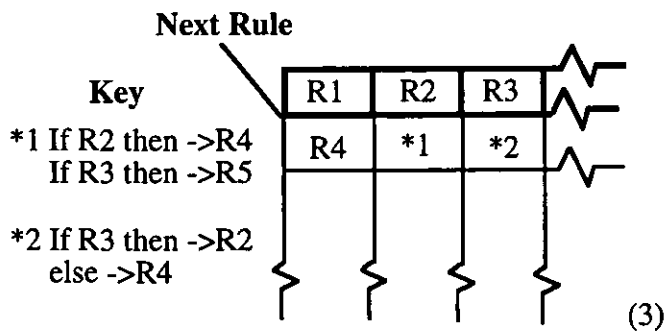 Next Rule
R1 R2 R3
Key
*1 If R2 then ->R4
If R3 then ->R5
R4 *1 *2
*2 If R3 then ->R2
else ->R4
(3)